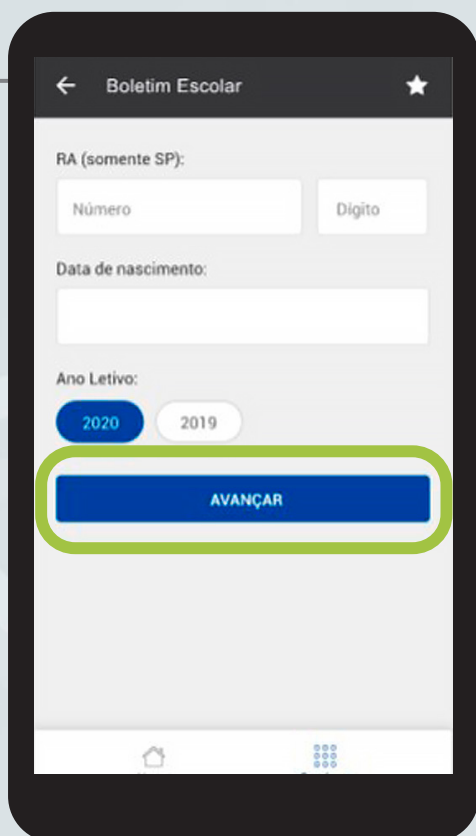 Boletim Escolar
RA (somente SP):
Número Dígito
Data de nascimento:
Ano Letivo:
2020 2019
AVANÇAR